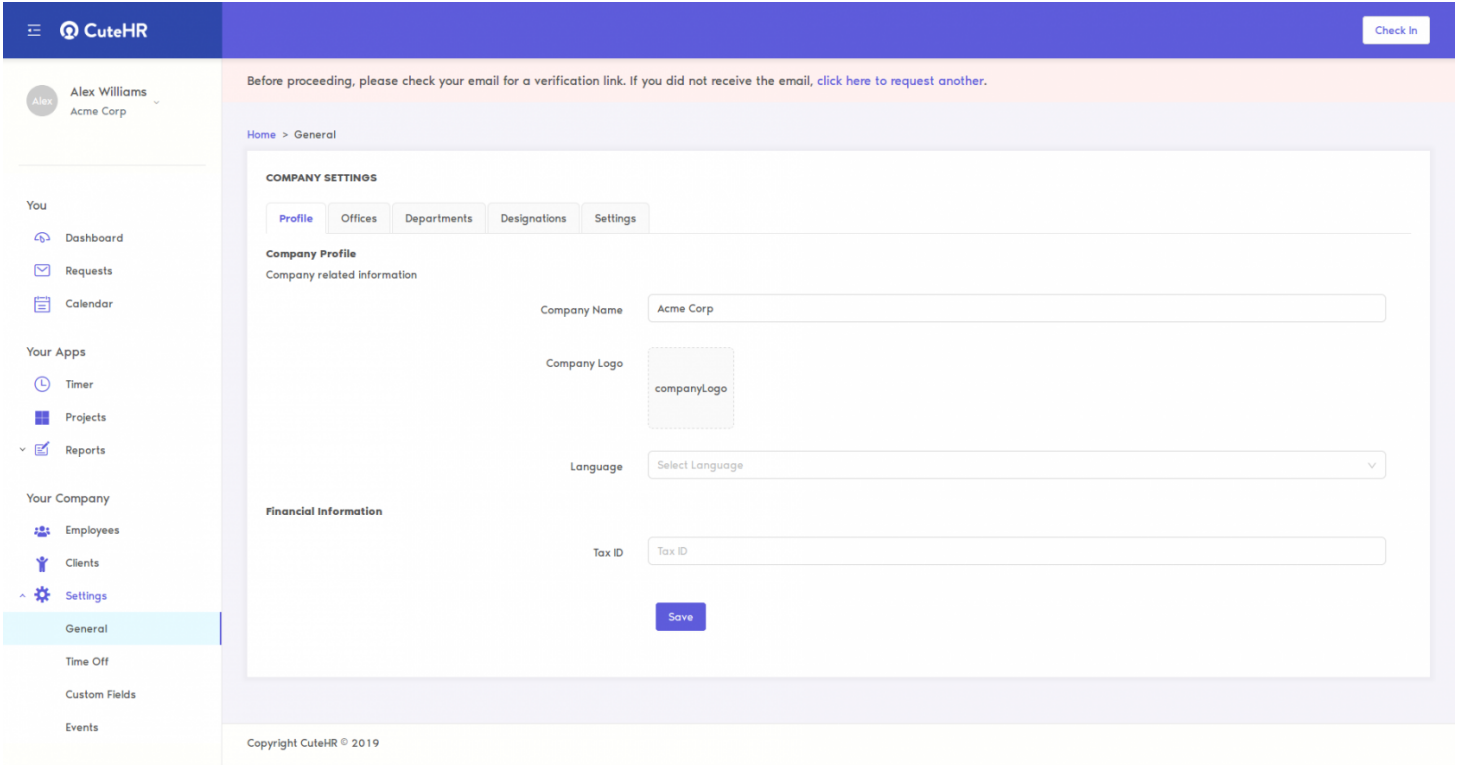 CuteHR
Check In
Alex
Alex Williams
Acme Corp
Before proceeding, please check your email for a verification link. If you did not receive the email, click here to request another.
Home > General
COMPANY SETTINGS
Profile
Offices
Departments
Designations
Settings
Company Profile
Company related information
Company Name
Acme Corp
Company Logo
companyLogo
Language
Select Language
Financial Information
Tax ID
Tax ID
Save
You
Dashboard
Requests
Calendar
Your Apps
Timer
Projects
Reports
Your Company
Employees
Clients
Settings
General
Time Off
Custom Fields
Events
Copyright CuteHR © 2019